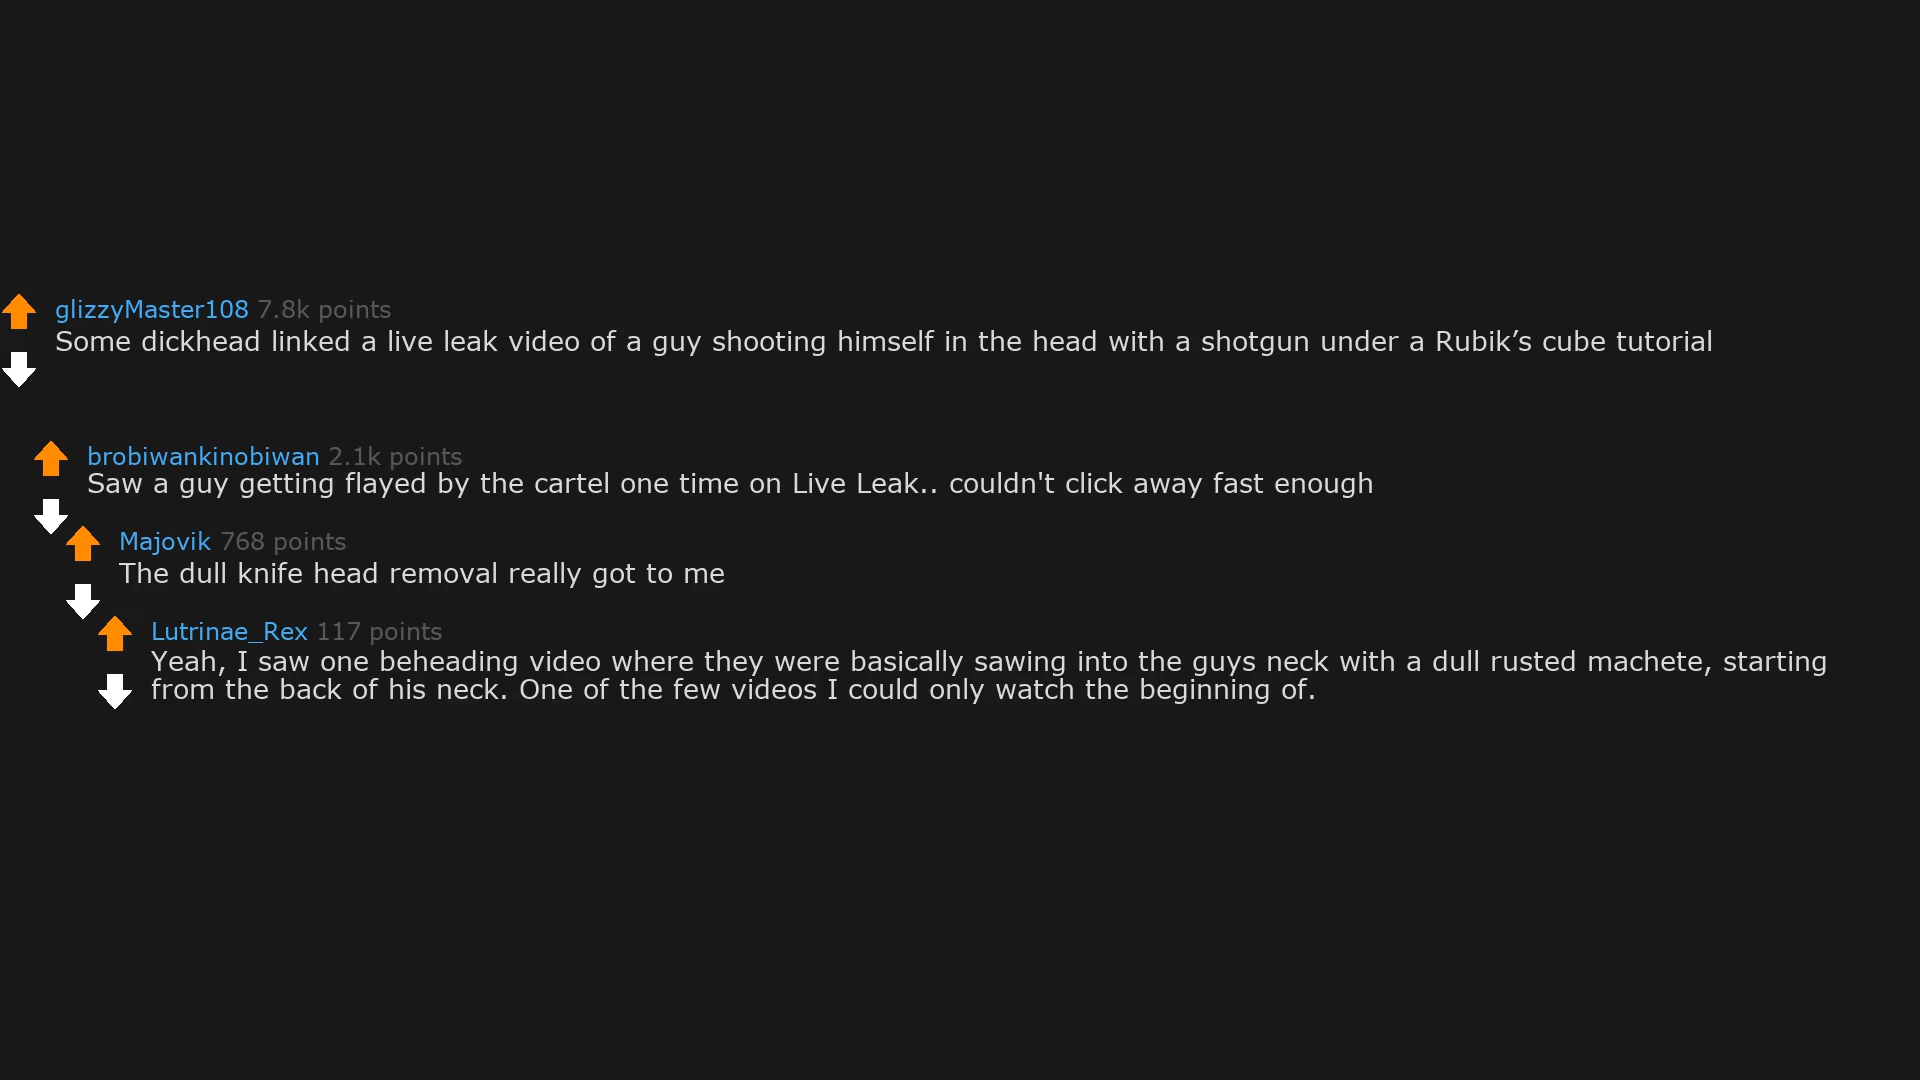 glizzyMaster108 7.8k points
Some dickhead linked a live leak video of a guy shooting himself in the head with a shotgun under a Rubik’s cube tutorial
brobiwankinobiwan 2.1k points
Saw a guy getting flayed by the cartel one time on Live Leak.. couldn't click away fast enough
Majovik 768 points
The dull knife head removal really got to me
Lutrinae_Rex 117 points
Yeah, I saw one beheading video where they were basically sawing into the guys neck with a dull rusted machete, starting
from the back of his neck. One of the few videos I could only watch the beginning of.